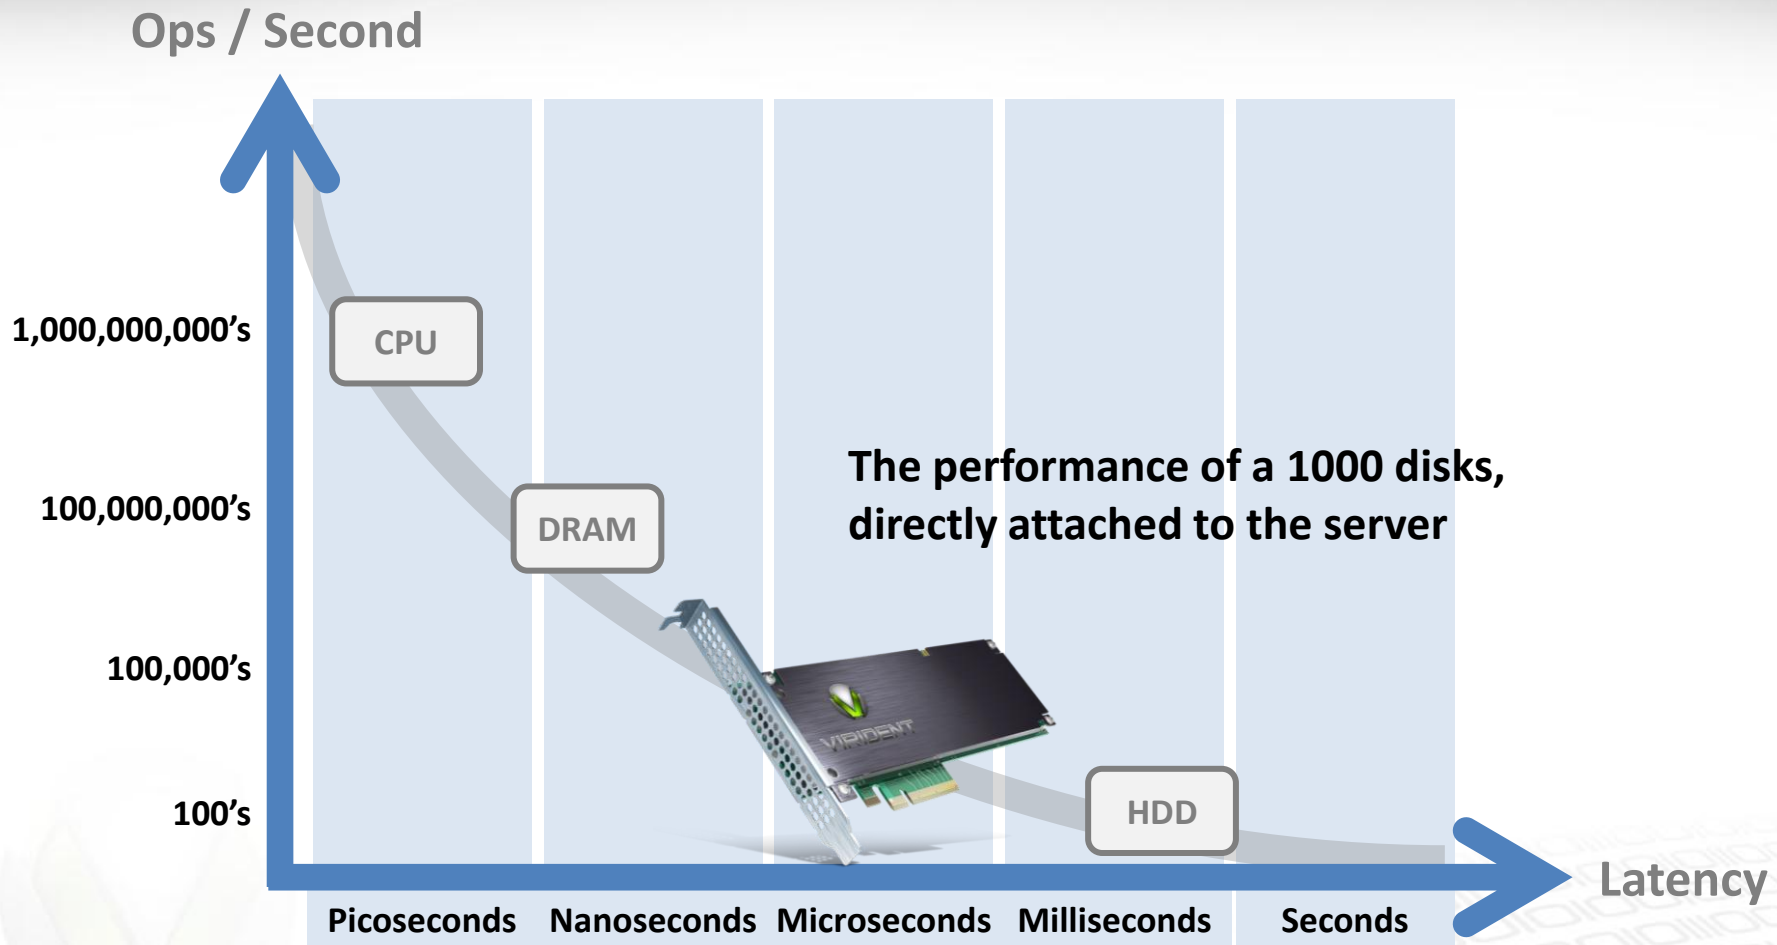 Ops / Second
1,000,000,000's
CPU
100,000,000's
DRAM
The performance of a 1000 disks,
directly attached to the server
100,000's
VIRIDENT
100's
HDD
Latency
Picoseconds
Nanoseconds
Microseconds
Milliseconds
Seconds